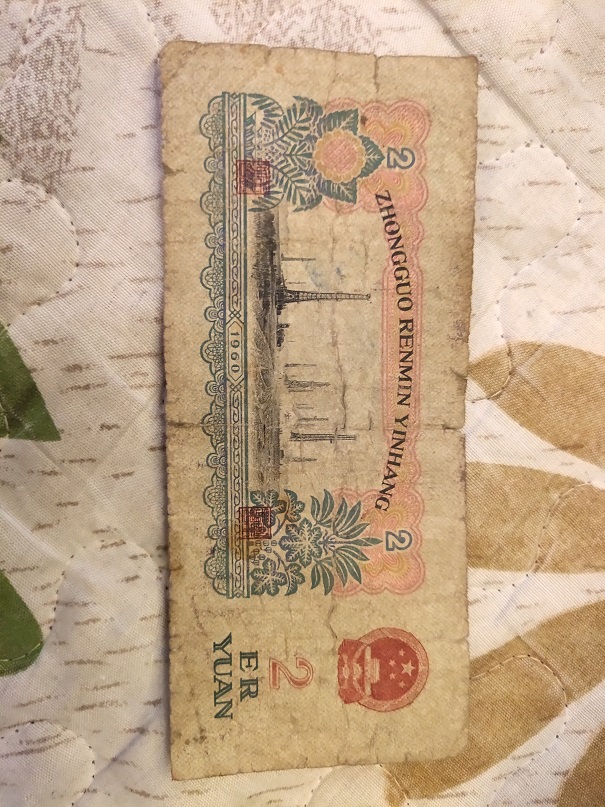 ZHONGGUO RENMIN YINHANG
2
2
1960
2
ER
YUAN